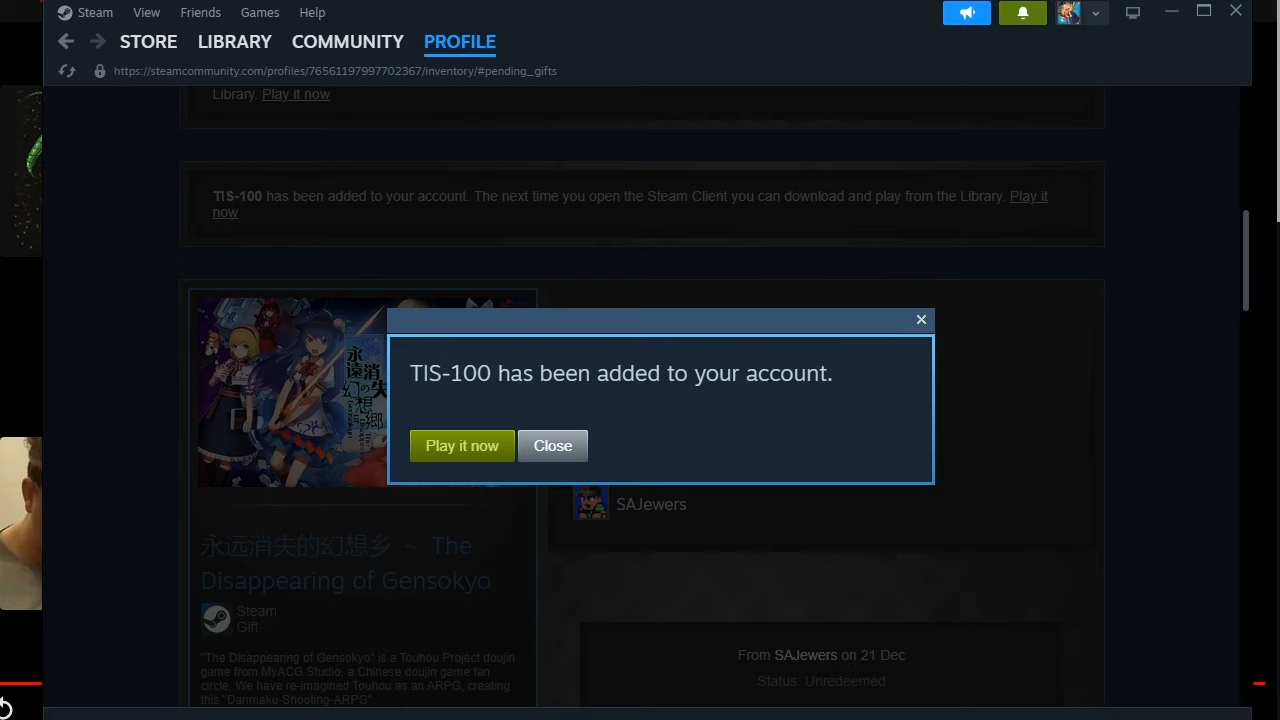 Steam View Friends Games Help
STORE LIBRARY COMMUNITY PROFILE
https://steamcommunity.com/profiles/76561197997702367/inventory/#pending_gifts
Library. Play it now
TIS-100 has been added to your account. The next time you open the Steam Client you can download and play from the Library. Play it
now
TIS-100 has been added to your account.
Play it now Close
SAJewers
永远消失的幻想乡 ~ The
Disappearing of Gensokyo
Steam
Gift
"The Disappearing of Gensokyo" is a Touhou Project doujin
game from MyACG Studio, a Chinese doujin game fan
circle. We have re-imagined Touhou as an ARPG, creating
this "Danmaku-Shooting-ARPG".
From SAJewers on 21 Dec
Status: Unredeemed